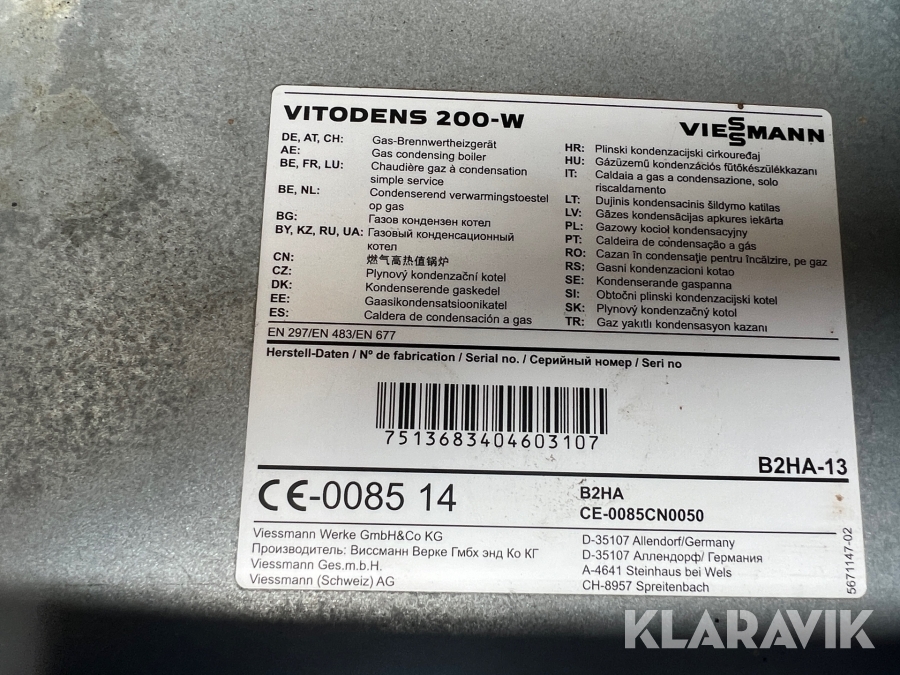 VITODENS 200-W
VIESSMANN
DE, AT, CH: Gas-Brennwertheizgerät
AE: Gas condensing boiler
BE, FR, LU: Chaudière gaz à condensation
simple service
BE, NL: Condenserend verwarmingstoestel
op gas
BG: Газов кондензен котел
BY, KZ, RU, UA: Газовый конденсационный
котел
CN: 燃气高热值锅炉
CZ: Plynový kondenzační kotel
DK: Kondenserende gaskedel
EE: Gaasikondensatsioonikatel
ES: Caldera de condensación a gas
HR: Plinski kondenzacijski cirkouređaj
HU: Gázüzemű kondenzációs fűtőkészülékkazani
IT: Caldaia a gas a condensazione, solo
riscaldamento
LT: Dujinis kondensacinis šildymo katilas
LV: Gāzes kondensācijas apkures iekārta
PL: Gazowy kocioł kondensacyjny
PT: Caldeira de condensação a gás
RO: Cazan în condensaţie pentru încălzire, pe gaz
RS: Gasni kondenzacioni kotao
SE: Kondenserande gaspanna
SI: Obtočni plinski kondenzacijski kotel
SK: Plynový kondenzačný kotol
TR: Gaz yakıtlı kondensasyon kazanı
EN 297/EN 483/EN 677
Herstell-Daten / Nº de fabrication / Serial no. / Серийный номер / Seri no
7513683404603107
B2HA-13
CE-0085 14
B2HA
CE-0085CN0050
Viessmann Werke GmbH&Co KG
Производитель: Виссманн Верке Гмбх энд Ко КГ
Viessmann Ges.m.b.H.
Viessmann (Schweiz) AG
D-35107 Allendorf/Germany
D-35107 Аллендорф/ Германия
A-4641 Steinhaus bei Wels
CH-8957 Spreitenbach
5671147-02
KLARAVIK